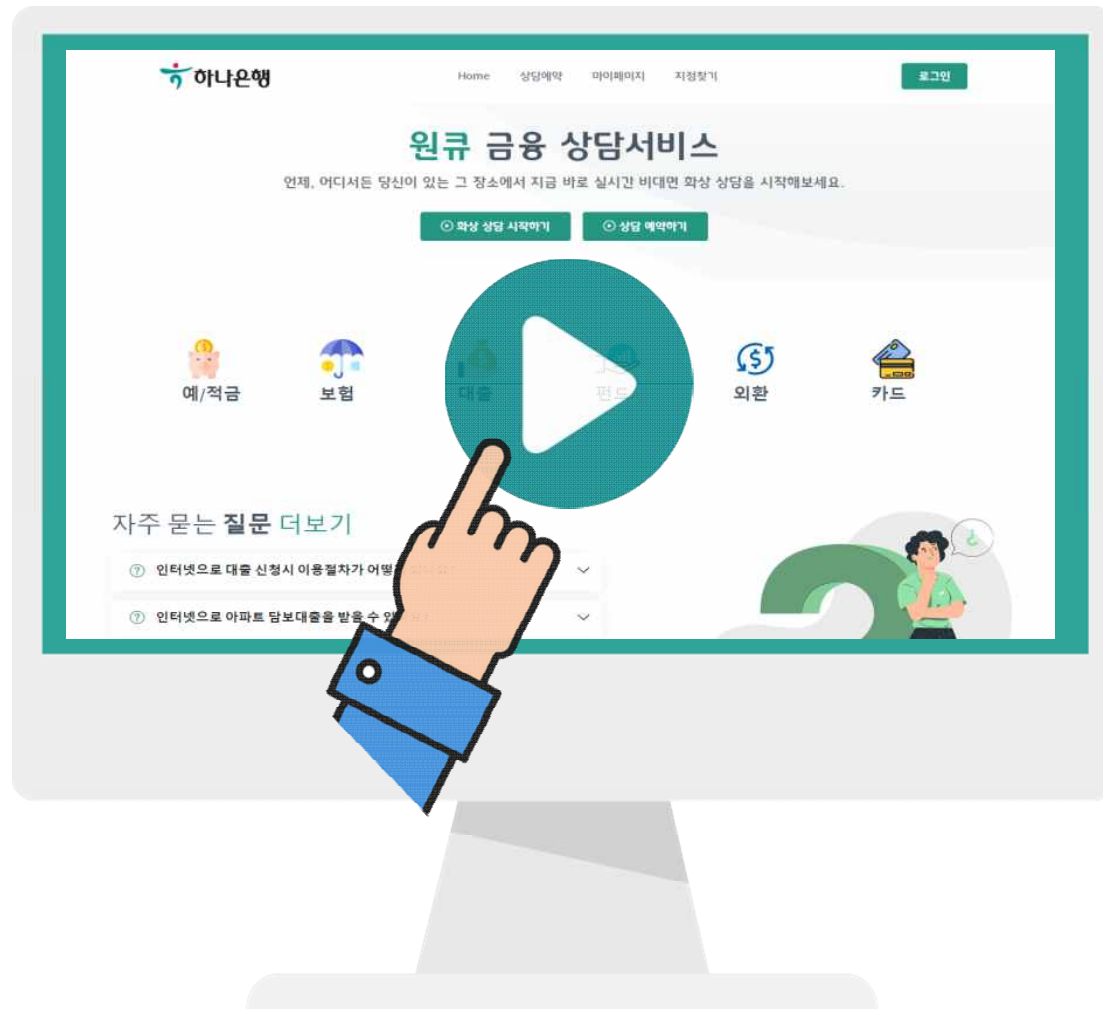 하나은행
Home 상담예약 마이페이지 지점찾기 로그인
원큐 금융 상담서비스
언제, 어디서든 당신이 있는 그 장소에서 지금 바로 실시간 비대면 화상 상담을 시작해보세요.
화상 상담 시작하기 상담 예약하기
예/적금 보험 대출 펀드 외환 카드
자주 묻는 질문 더보기
인터넷으로 대출 신청시 이용절차가
인터넷으로 아파트 담보대출을 받을 수